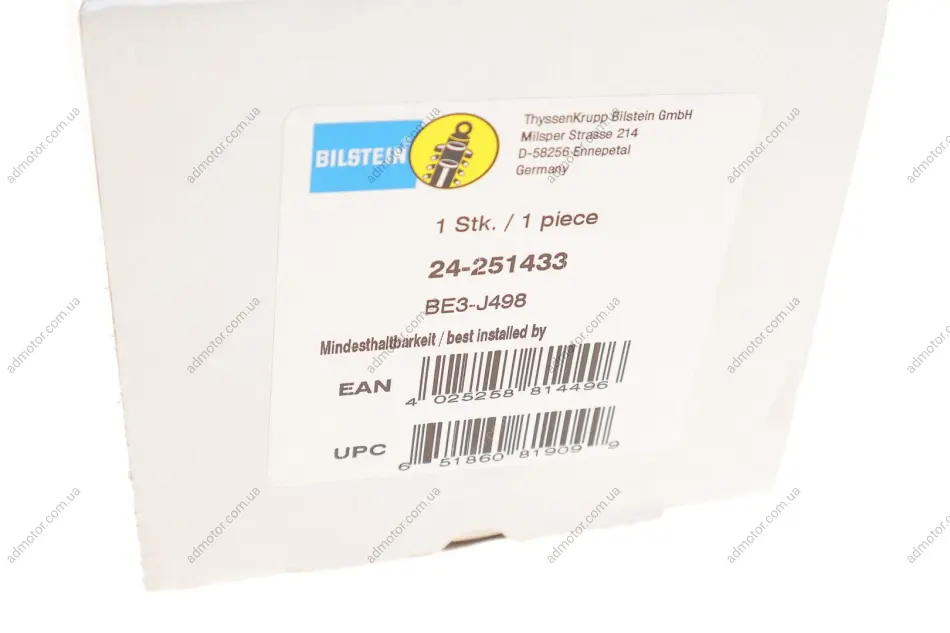 BILSTEIN
ThyssenKrupp Bilstein GmbH
Milsper Strasse 214
D-58256 Ennepetal
Germany
1 Stk. / 1 piece
24-251433
BE3-J498
Mindesthaltbarkeit / best installed by
EAN
4 025258 814496
UPC
6 51860 81909 9
admotor.com.ua